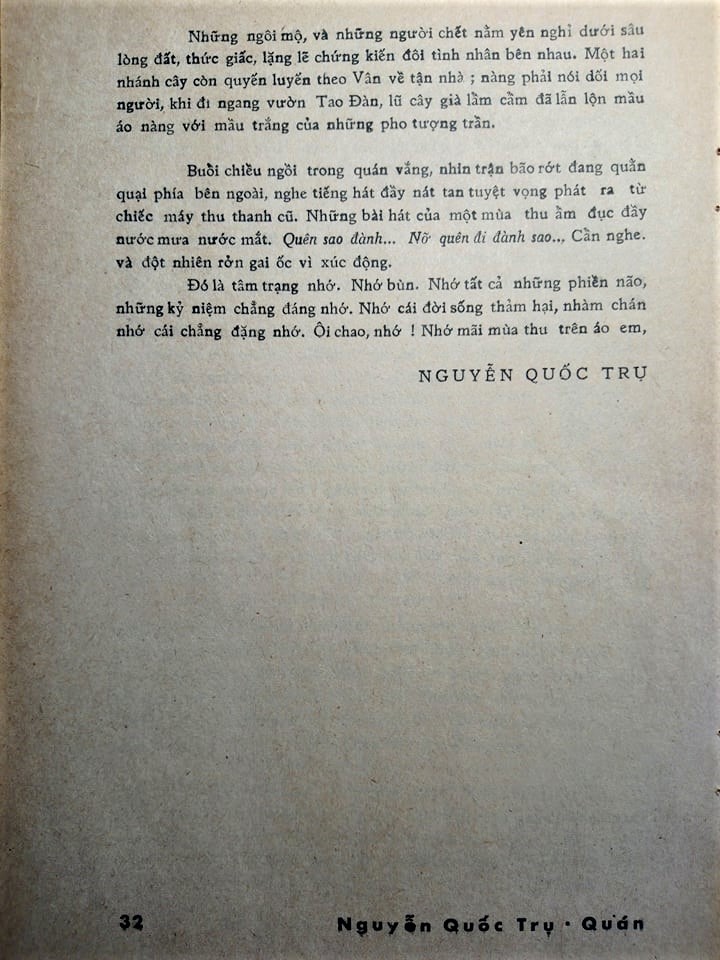 Những ngôi mộ, và những người chết nằm yên nghỉ dưới sâu
lòng đất, thức giấc, lặng lẽ chứng kiến đôi tình nhân bên nhau. Một hai
nhánh cây còn quyến luyến theo Vân về tận nhà ; nàng phải nói dối mọi
người, khi đi ngang vườn Tao Đàn, lũ cây già lầm cầm đã lẫn lộn mầu
áo nàng với mầu trắng của những pho tượng trần.
Buổi chiều ngồi trong quán vắng, nhìn trận bão rớt đang quằn
quại phía bên ngoài, nghe tiếng hát đầy nát tan tuyệt vọng phát ra từ
chiếc máy thu thanh cũ. Những bài hát của một mùa thu ầm đục đầy
nước mưa nước mắt. Quên sao đành... Nỡ quên đi đành sao... Cần nghe.
và đột nhiên rởn gai ốc vì xúc động.
Đó là tâm trạng nhớ. Nhớ bùn. Nhớ tất cả những phiền não,
những kỷ niệm chẳng đáng nhớ. Nhớ cái đời sống thảm hại, nhàm chán
nhớ cái chẳng đặng nhớ. Ôi chao, nhớ ! Nhớ mãi mùa thu trên áo em,
NGUYỄN QUỐC TRỤ
32 Nguyễn Quốc Trụ • Quán